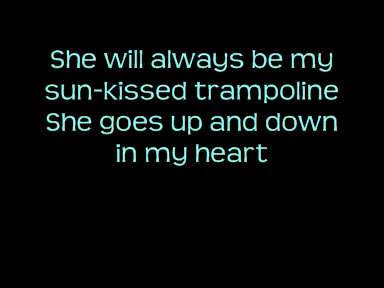 She will always be my
sun-kissed trampoline
She goes up and down
in my heart